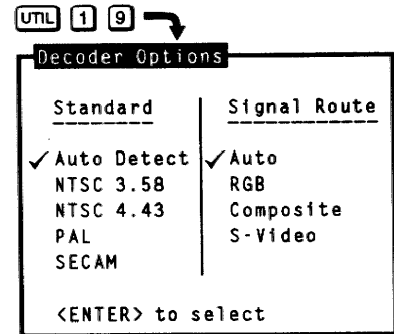 UTIL 1 9
Decoder Options
Standard Signal Route
✓ Auto Detect ✓ Auto
NTSC 3.58 RGB
NTSC 4.43 Composite
PAL S-Video
SECAM
<ENTER> to select